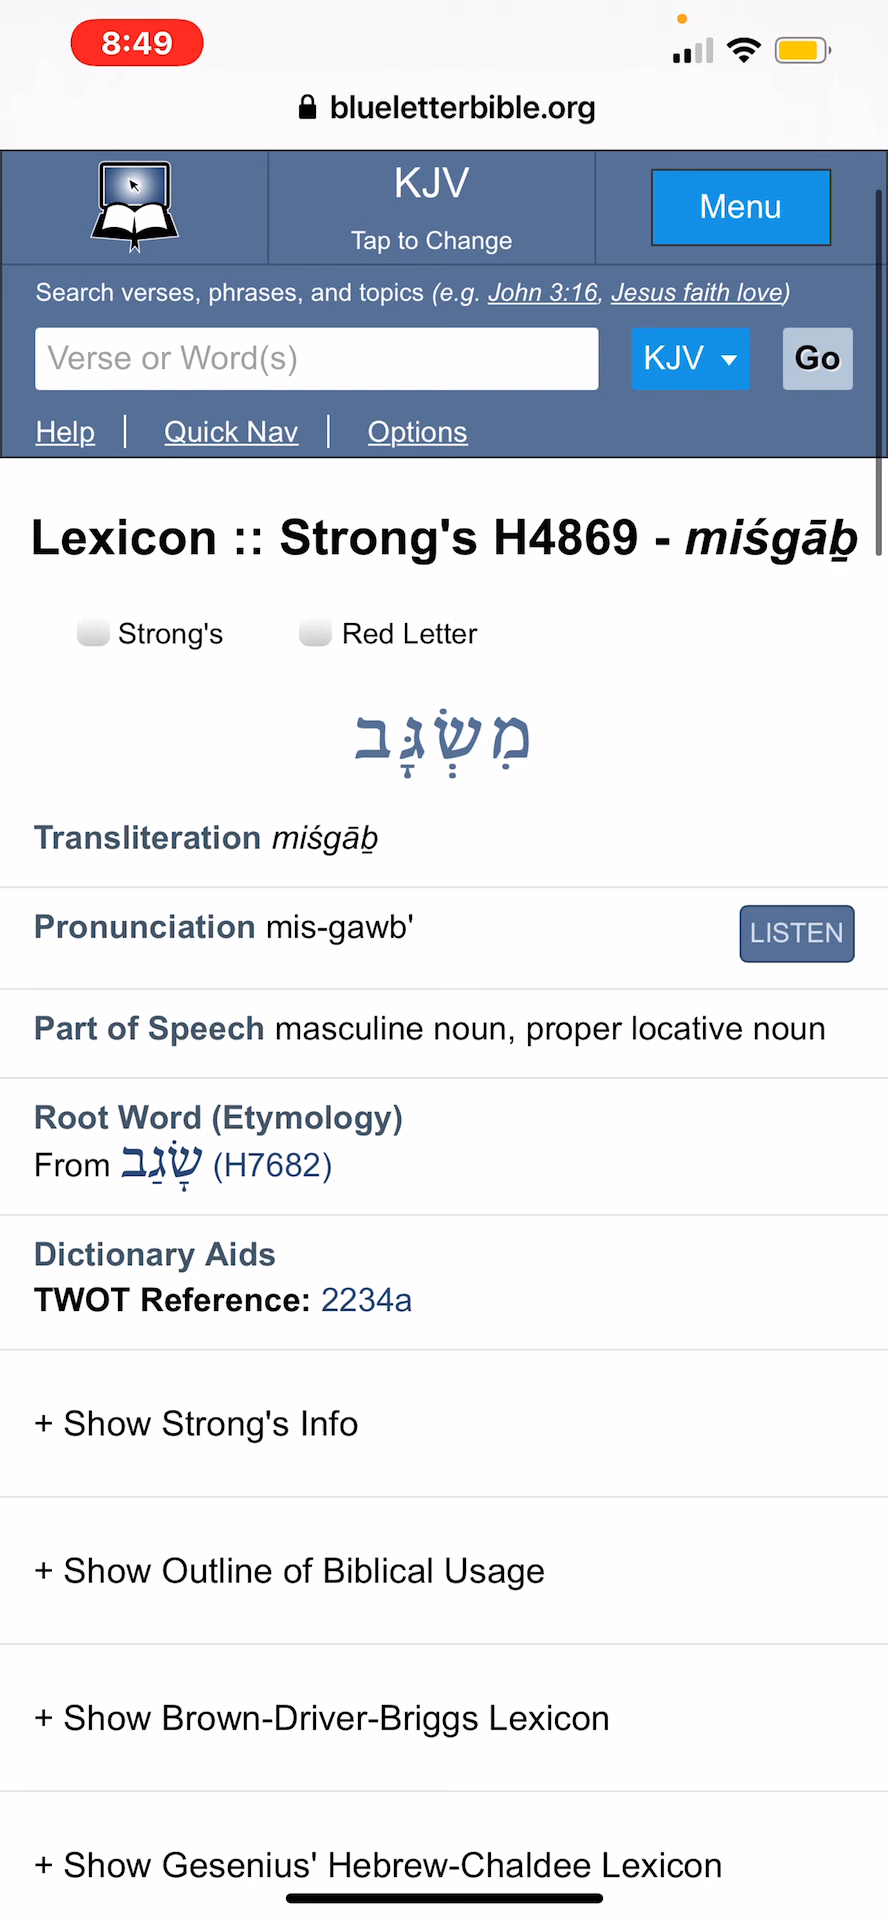 8:49
blueletterbible.org
KJV
Tap to Change
Menu
Search verses, phrases, and topics (e.g. John 3:16, Jesus faith love)
Verse or Word(s)
KJV
Go
Help | Quick Nav | Options
Lexicon :: Strong's H4869 - miśgāḇ
Strong's Red Letter
מִשְׂגָּב
Transliteration miśgāḇ
Pronunciation mis-gawb'
LISTEN
Part of Speech masculine noun, proper locative noun
Root Word (Etymology)
From שָׂגַב (H7682)
Dictionary Aids
TWOT Reference: 2234a
+ Show Strong's Info
+ Show Outline of Biblical Usage
+ Show Brown-Driver-Briggs Lexicon
+ Show Gesenius' Hebrew-Chaldee Lexicon